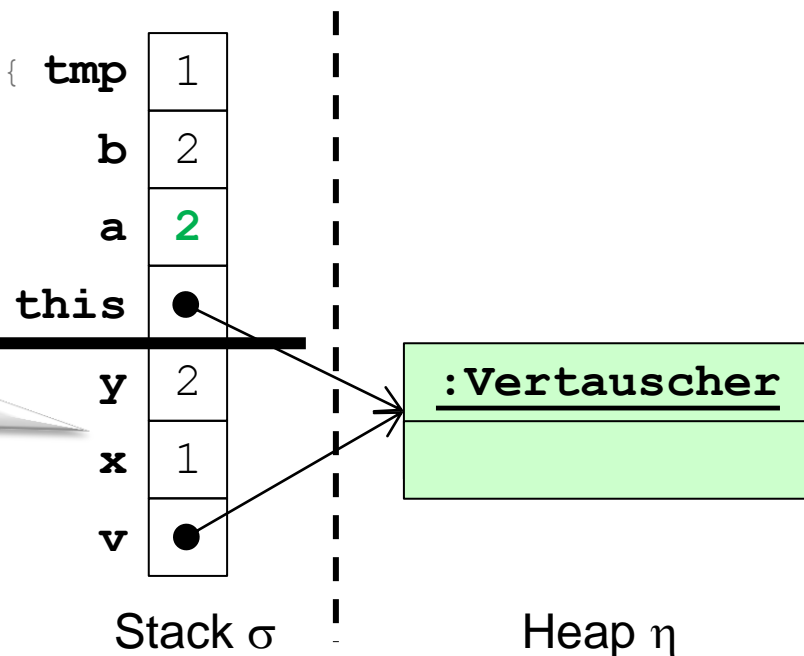 { tmp 1
b 2
a 2
this
y 2
:Vertauscher
x 1
v
Stack σ Heap η